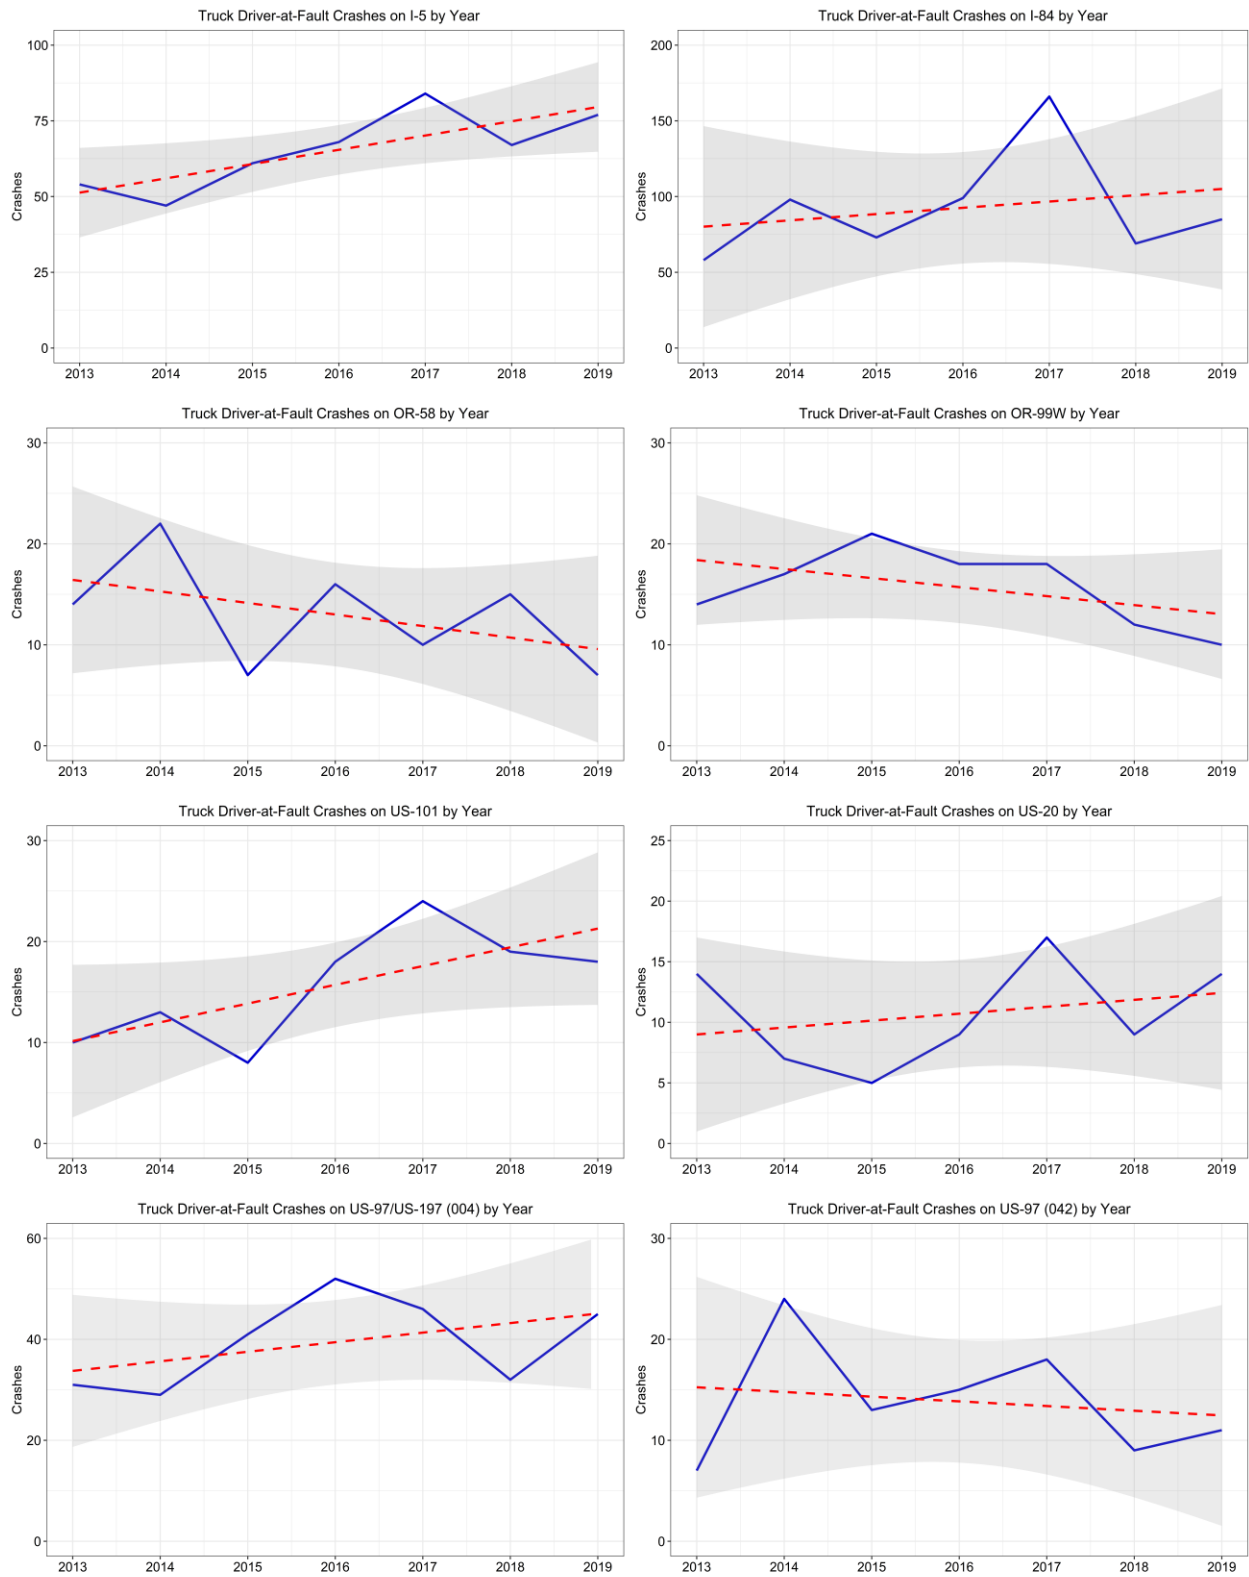 Truck Driver-at-Fault Crashes on I-5 by Year
100
75
50
25
0
Crashes
2013 2014 2015 2016 2017 2018 2019
Truck Driver-at-Fault Crashes on I-84 by Year
200
150
100
50
0
Crashes
2013 2014 2015 2016 2017 2018 2019
Truck Driver-at-Fault Crashes on OR-58 by Year
30
20
10
0
Crashes
2013 2014 2015 2016 2017 2018 2019
Truck Driver-at-Fault Crashes on OR-99W by Year
30
20
10
0
Crashes
2013 2014 2015 2016 2017 2018 2019
Truck Driver-at-Fault Crashes on US-101 by Year
30
20
10
0
Crashes
2013 2014 2015 2016 2017 2018 2019
Truck Driver-at-Fault Crashes on US-20 by Year
25
20
15
10
5
0
Crashes
2013 2014 2015 2016 2017 2018 2019
Truck Driver-at-Fault Crashes on US-97/US-197 (004) by Year
60
40
20
0
Crashes
2013 2014 2015 2016 2017 2018 2019
Truck Driver-at-Fault Crashes on US-97 (042) by Year
30
20
10
0
Crashes
2013 2014 2015 2016 2017 2018 2019